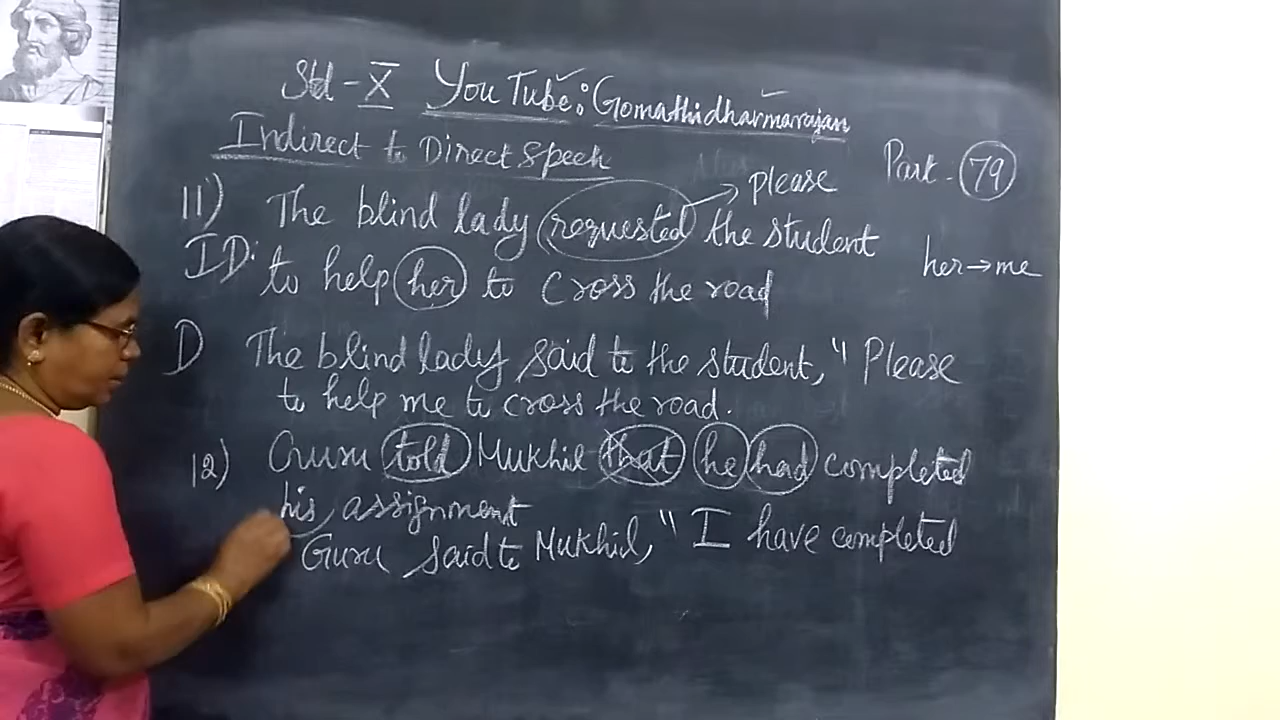 Std - X YouTube: Gomathidharmarajan
Indirect to Direct Speech
Part - 79
please
11) The blind lady requested the student
her → me
ID: to help her to cross the road
D The blind lady said to the student, " Please
to help me to cross the road.
12) Guru told Mukhil that he had completed
his assignment
Guru said to Mukhil, " I have completed